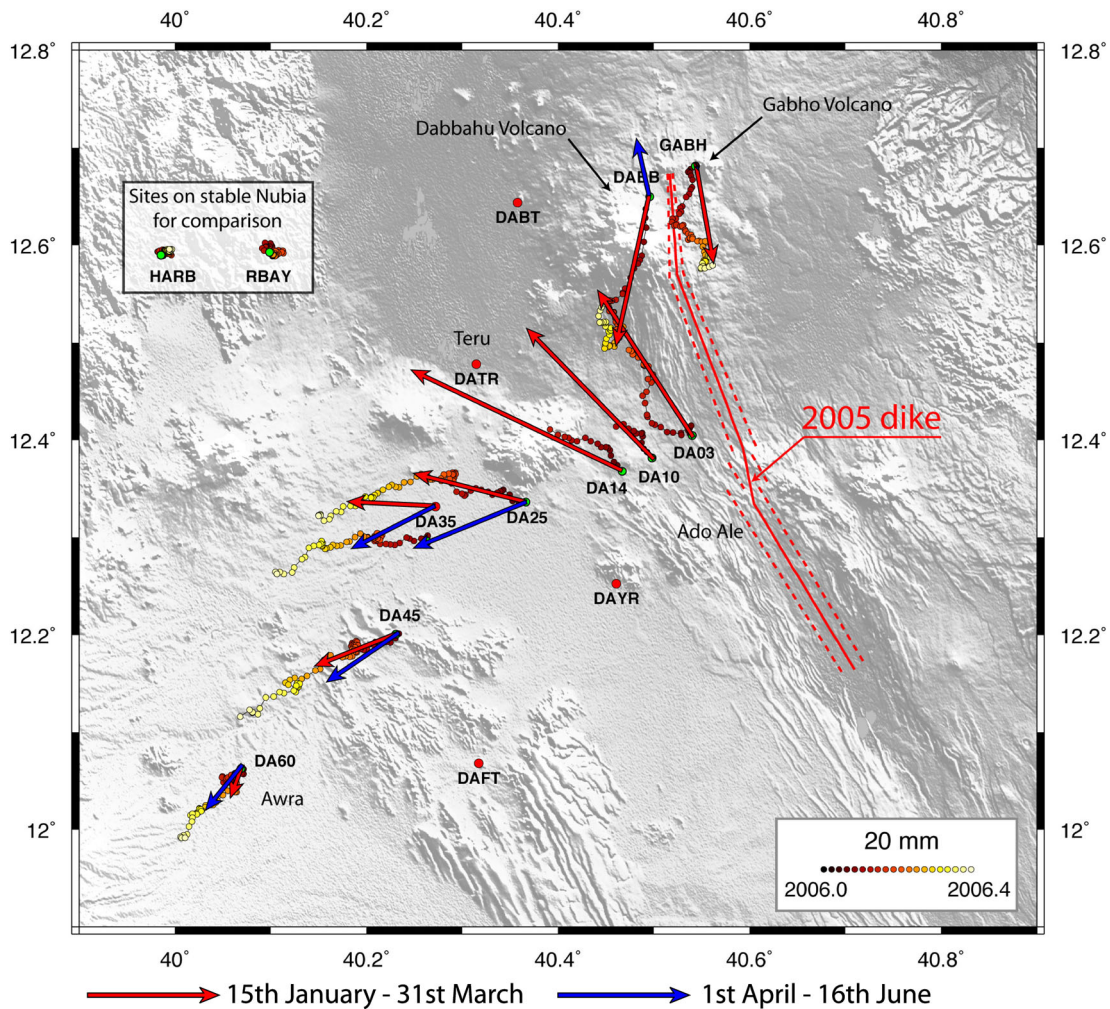 40˚ 40.2˚ 40.4˚ 40.6˚ 40.8˚
12.8˚ 12.8˚
Gabho Volcano
Dabbahu Volcano
GABH
DABB
Sites on stable Nubia
for comparison
HARB RBAY
DABT
12.6˚ 12.6˚
Teru
DATR
2005 dike
12.4˚ 12.4˚
DA03
DA10
DA14
DA35 DA25
Ado Ale
DAYR
DA45
12.2˚ 12.2˚
DA60
DAFT
Awra
12˚ 12˚
20 mm
2006.0 2006.4
40˚ 40.2˚ 40.4˚ 40.6˚ 40.8˚
15th January - 31st March 1st April - 16th June